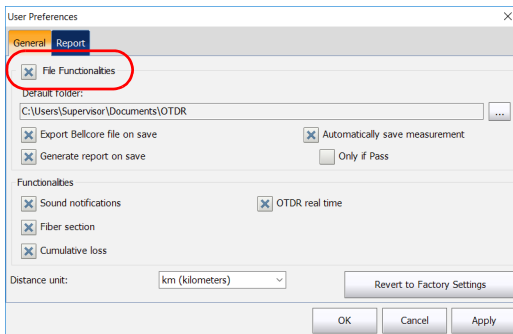 User Preferences
General Report
File Functionalities
Default folder:
C:\Users\Supervisor\Documents\OTDR ...
Export Bellcore file on save Automatically save measurement
Generate report on save Only if Pass
Functionalities
Sound notifications OTDR real time
Fiber section
Cumulative loss
Distance unit: km (kilometers) Revert to Factory Settings
OK Cancel Apply